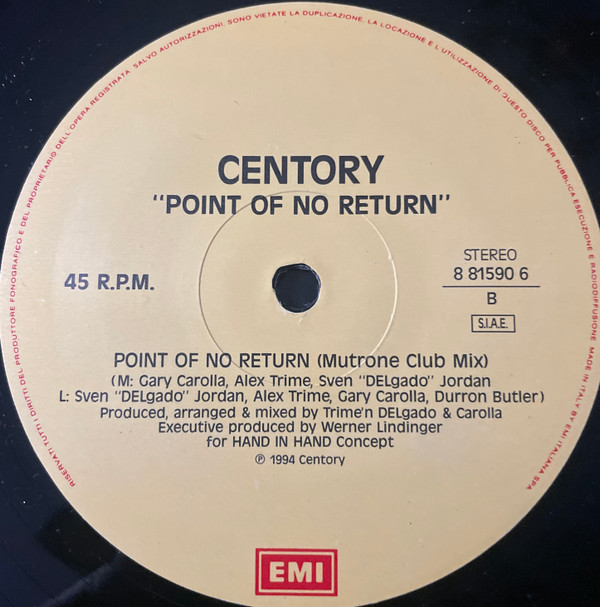 RISERVATI TUTTI I DIRITTI DEL PRODUTTORE FONOGRAFICO E DEL PROPRIETARIO DELL'OPERA REGISTRATA. SALVO AUTORIZZAZIONI, SONO VIETATE LA DUPLICAZIONE, LA LOCAZIONE E L'UTILIZZAZIONE DI QUESTO DISCO PER PUBBLICA ESECUZIONE E RADIODIFFUSIONE. MADE IN ITALY BY EMI ITALIANA SPA
CENTORY
"POINT OF NO RETURN"
45 R.P.M.
STEREO
8 81590 6
B
S.I.A.E.
POINT OF NO RETURN (Mutrone Club Mix)
(M: Gary Carolla, Alex Trime, Sven "DELgado" Jordan
L: Sven "DELgado" Jordan, Alex Trime, Gary Carolla, Durron Butler)
Produced, arranged & mixed by Trime'n DELgado & Carolla
Executive produced by Werner Lindinger
for HAND IN HAND Concept
℗ 1994 Centory
EMI